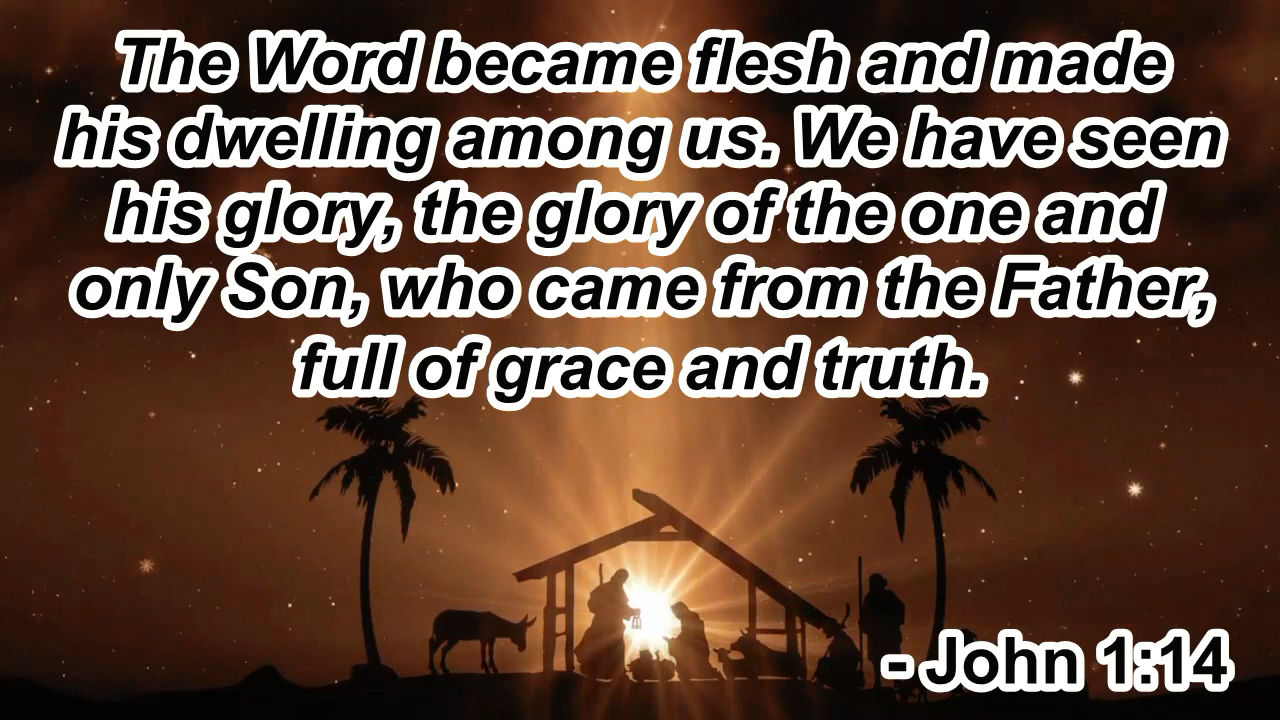 The Word became flesh and made
his dwelling among us. We have seen
his glory, the glory of the one and
only Son, who came from the Father,
full of grace and truth.
- John 1:14